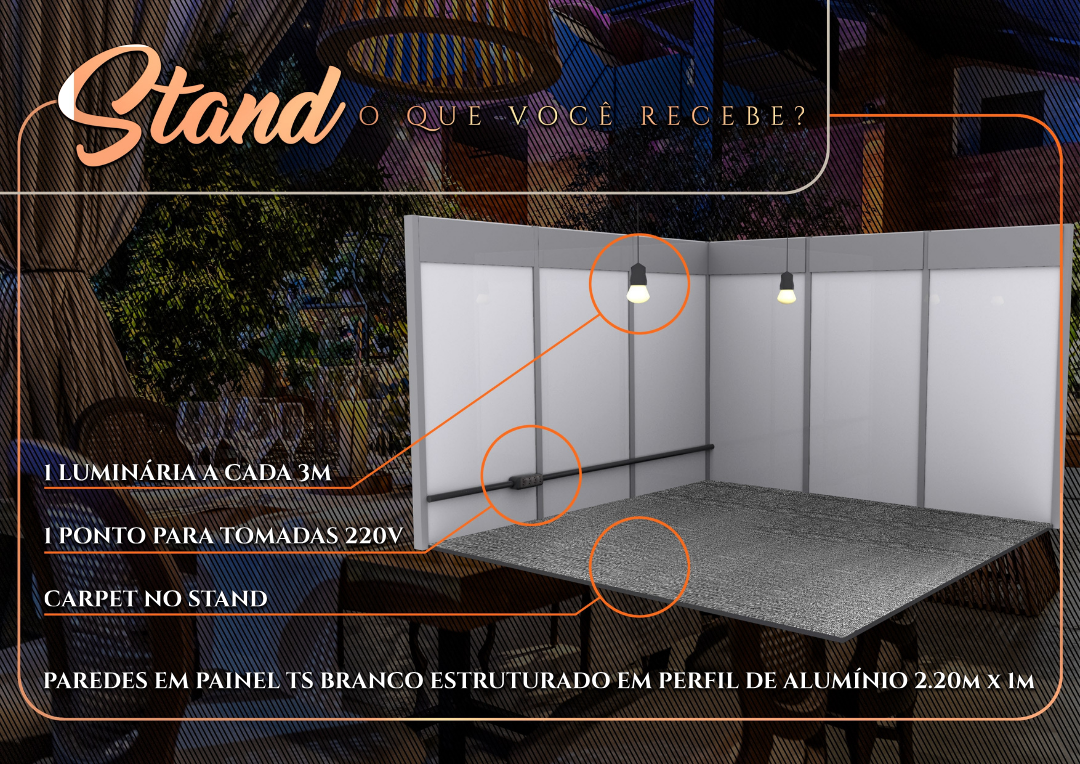 Stand O QUE VOCÊ RECEBE?
1 LUMINÁRIA A CADA 3M
1 PONTO PARA TOMADAS 220V
CARPET NO STAND
PAREDES EM PAINEL TS BRANCO ESTRUTURADO EM PERFIL DE ALUMÍNIO 2.20M X 1M